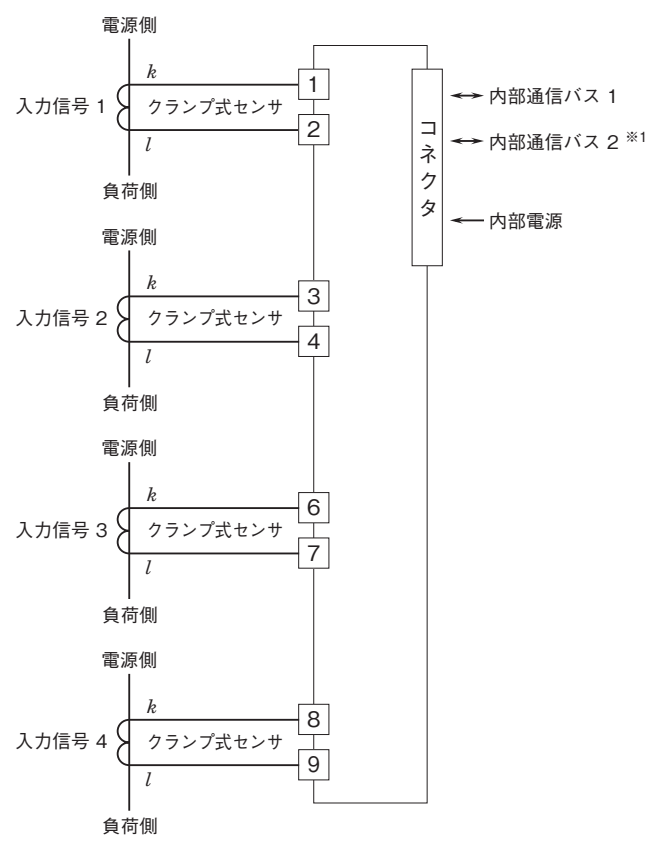 電源側
k
入力信号 1
クランプ式センサ
l
負荷側
1
2
電源側
k
入力信号 2
クランプ式センサ
l
負荷側
3
4
電源側
k
入力信号 3
クランプ式センサ
l
負荷側
6
7
電源側
k
入力信号 4
クランプ式センサ
l
負荷側
8
9
コネクタ
内部通信バス 1
内部通信バス 2 ※1
内部電源